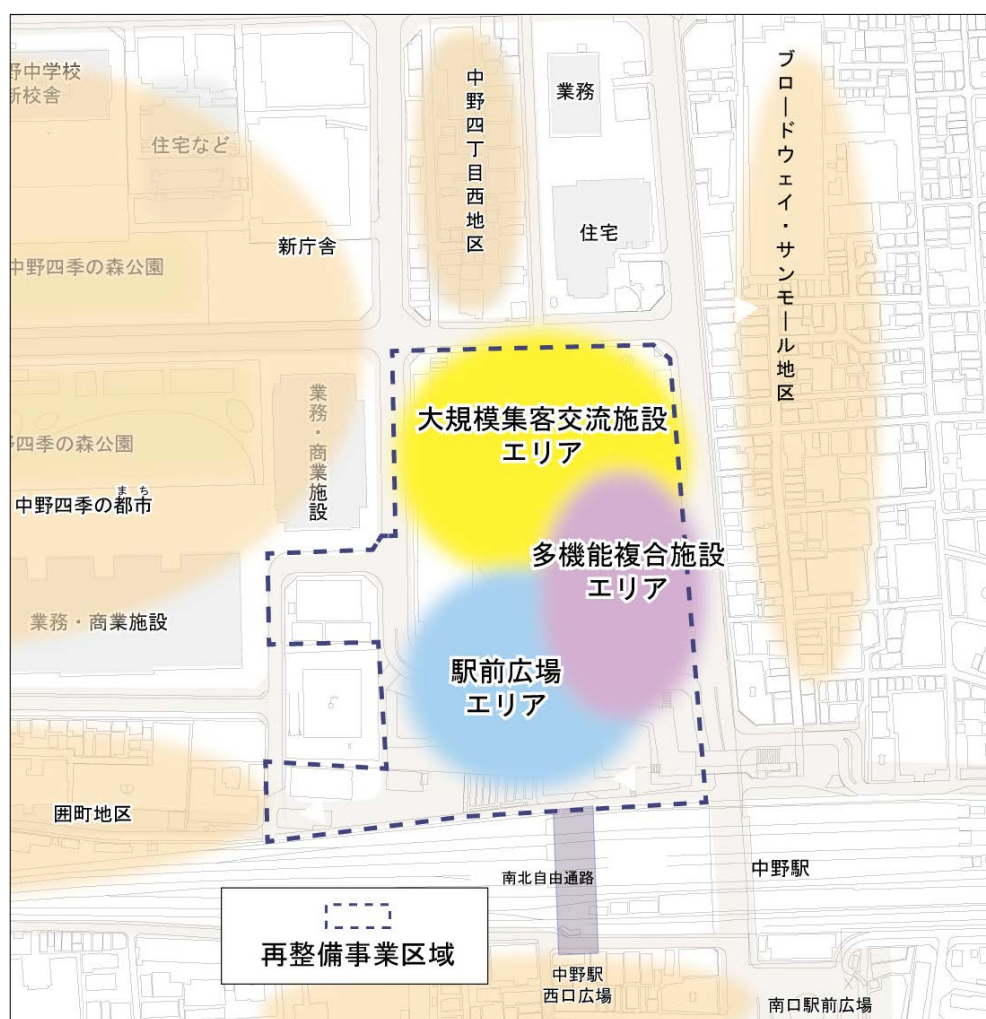 野中学校
新校舎
住宅など
中野四丁目西地区
業務
住宅
ブロードウェイ・サンモール地区
新庁舎
中野四季の森公園
業務・商業施設
大規模集客交流施設
エリア
中野四季の森公園
まち
中野四季の都市
多機能複合施設
エリア
業務・商業施設
駅前広場
エリア
囲町地区
南北自由通路
中野駅
再整備事業区域
中野駅
西口広場
南口駅前広場